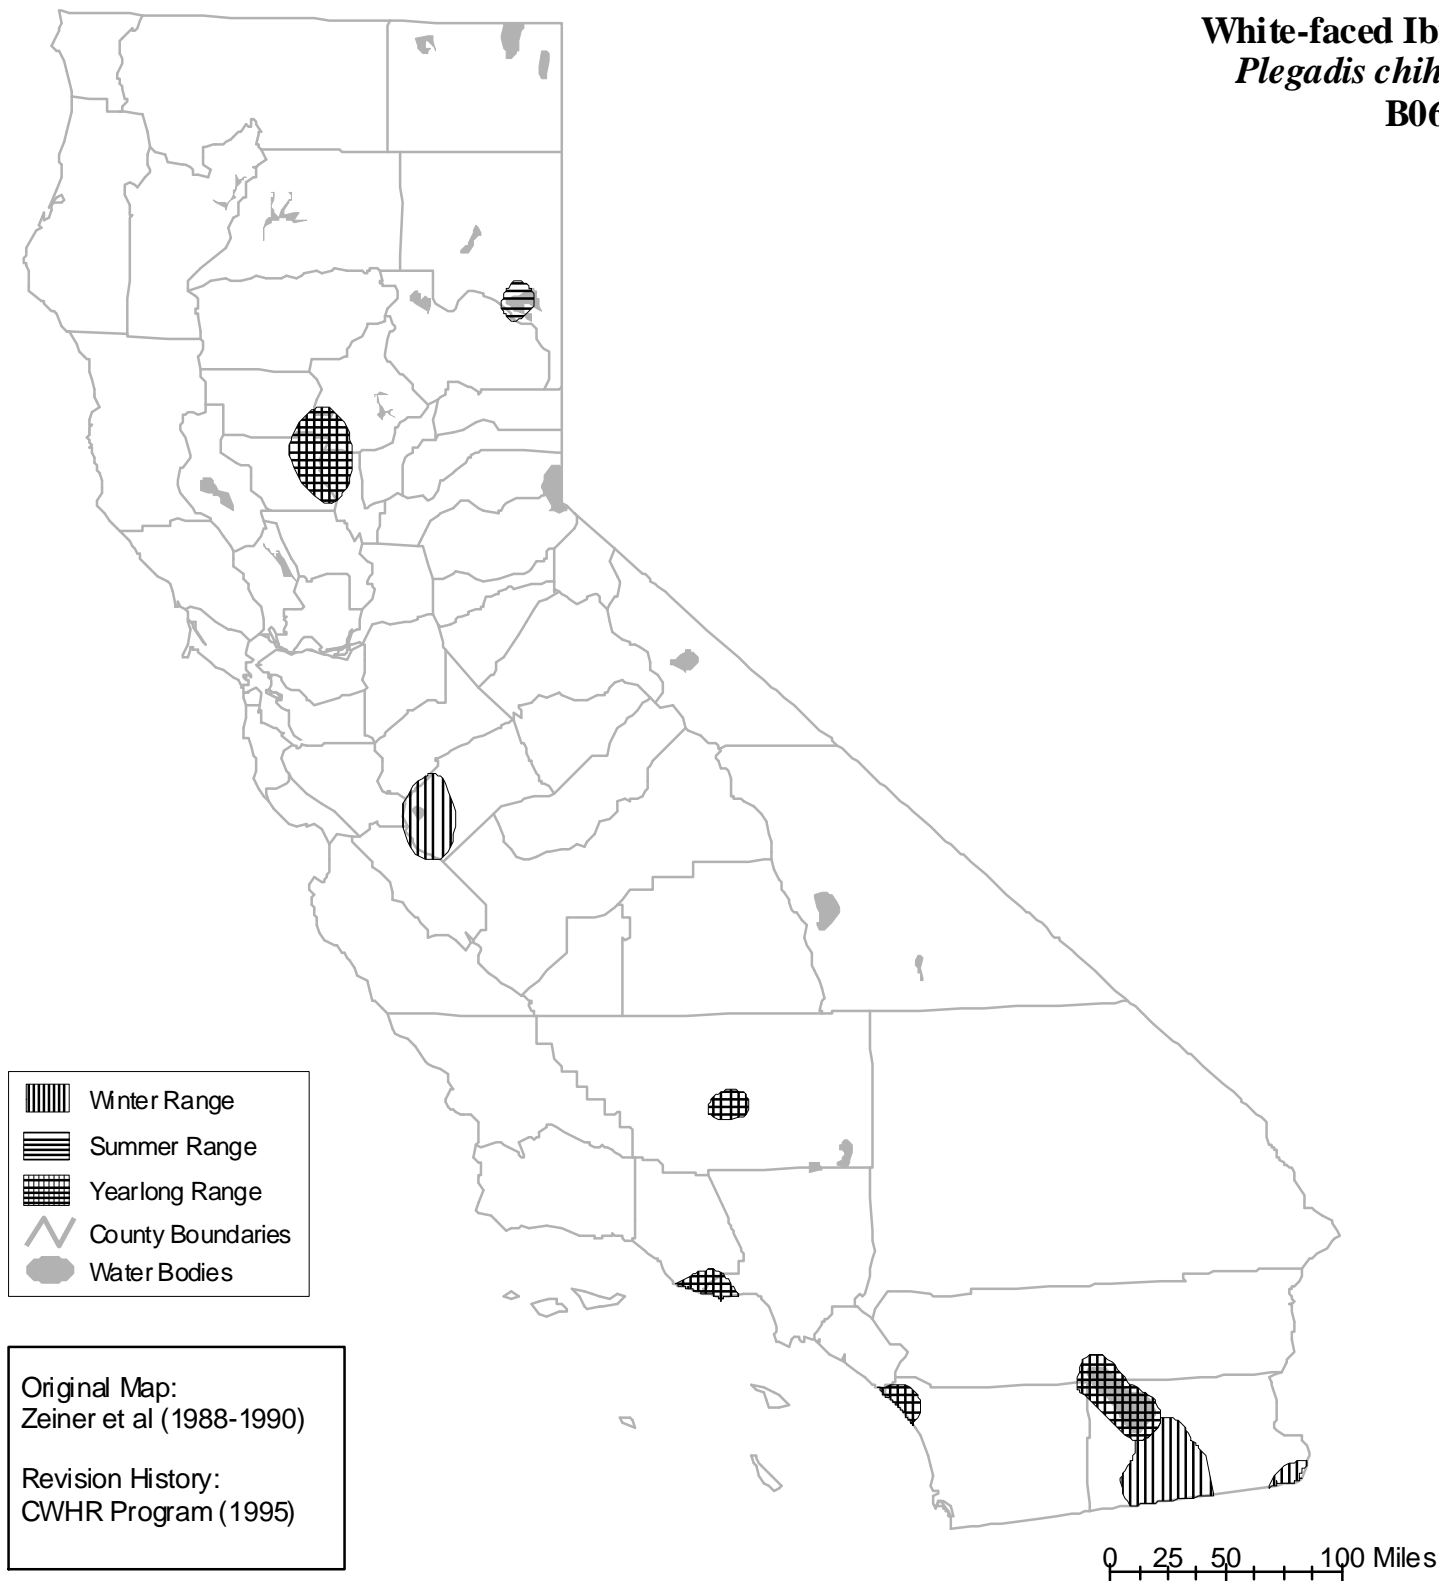 White-faced Ib
Plegadis chih
B06
Winter Range
Summer Range
Yearlong Range
County Boundaries
Water Bodies
Original Map:
Zeiner et al (1988-1990)
Revision History:
CWHR Program (1995)
0 25 50 100 Miles